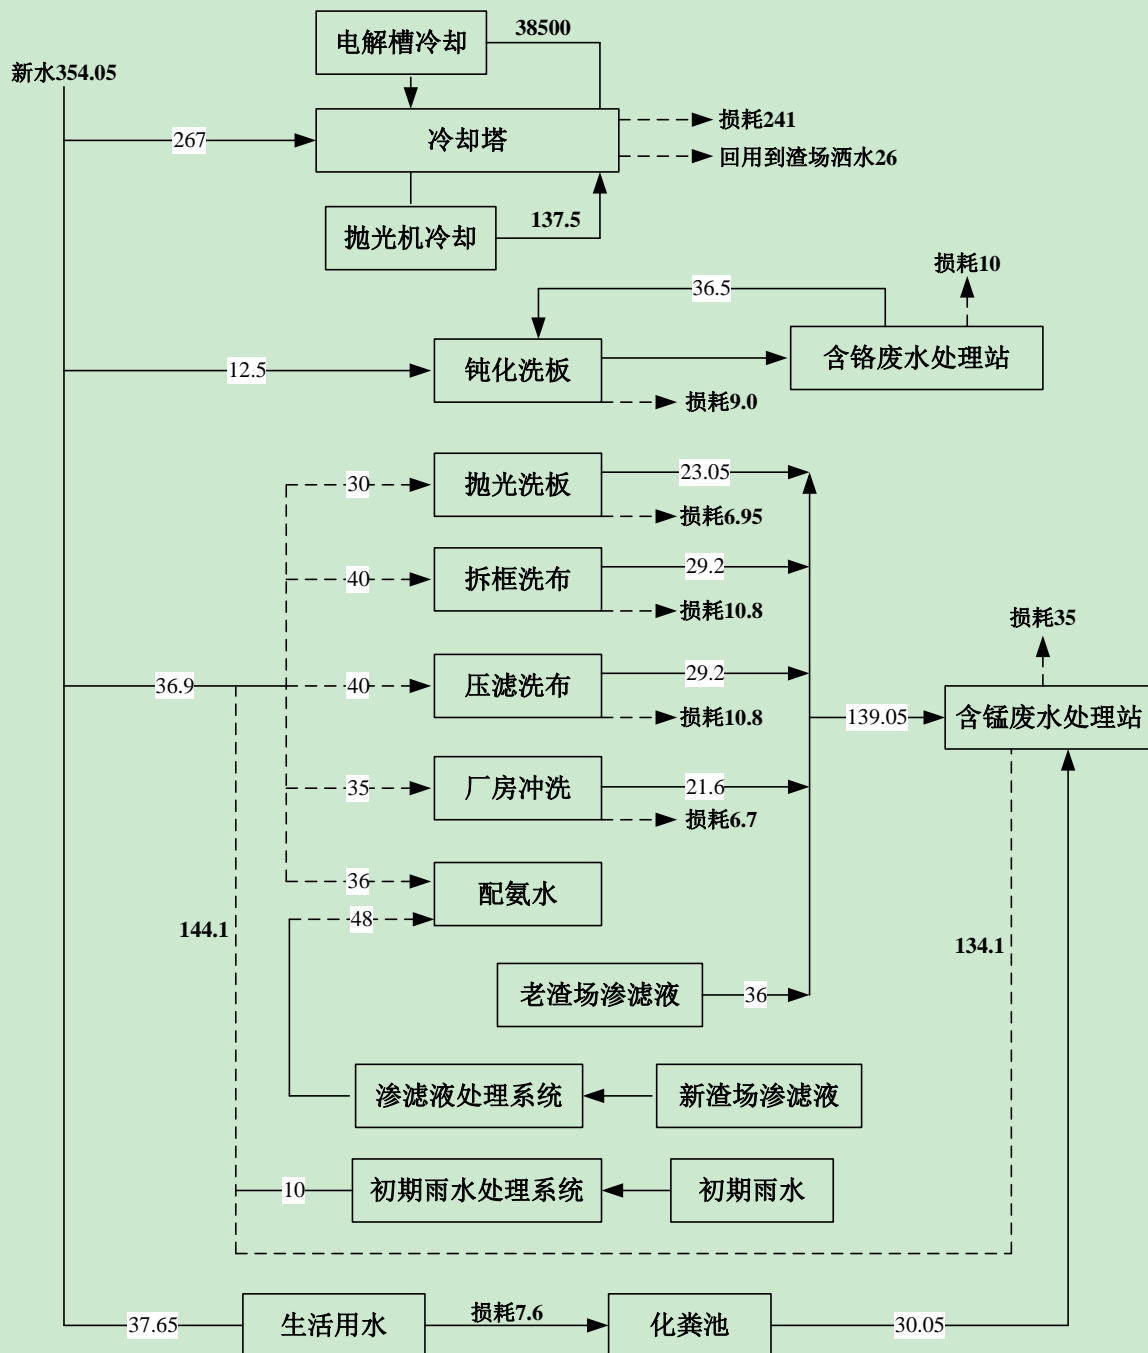 电解槽冷却
38500
新水354.05
267
冷却塔
损耗241
回用到渣场洒水26
抛光机冷却
137.5
损耗10
36.5
12.5
钝化洗板
含铬废水处理站
损耗9.0
30
抛光洗板
23.05
损耗6.95
40
拆框洗布
29.2
损耗10.8
损耗35
36.9
40
压滤洗布
29.2
损耗10.8
139.05
含锰废水处理站
35
厂房冲洗
21.6
损耗6.7
36
配氨水
48
144.1
134.1
老渣场渗滤液
36
渗滤液处理系统
新渣场渗滤液
10
初期雨水处理系统
初期雨水
37.65
生活用水
损耗7.6
化粪池
30.05